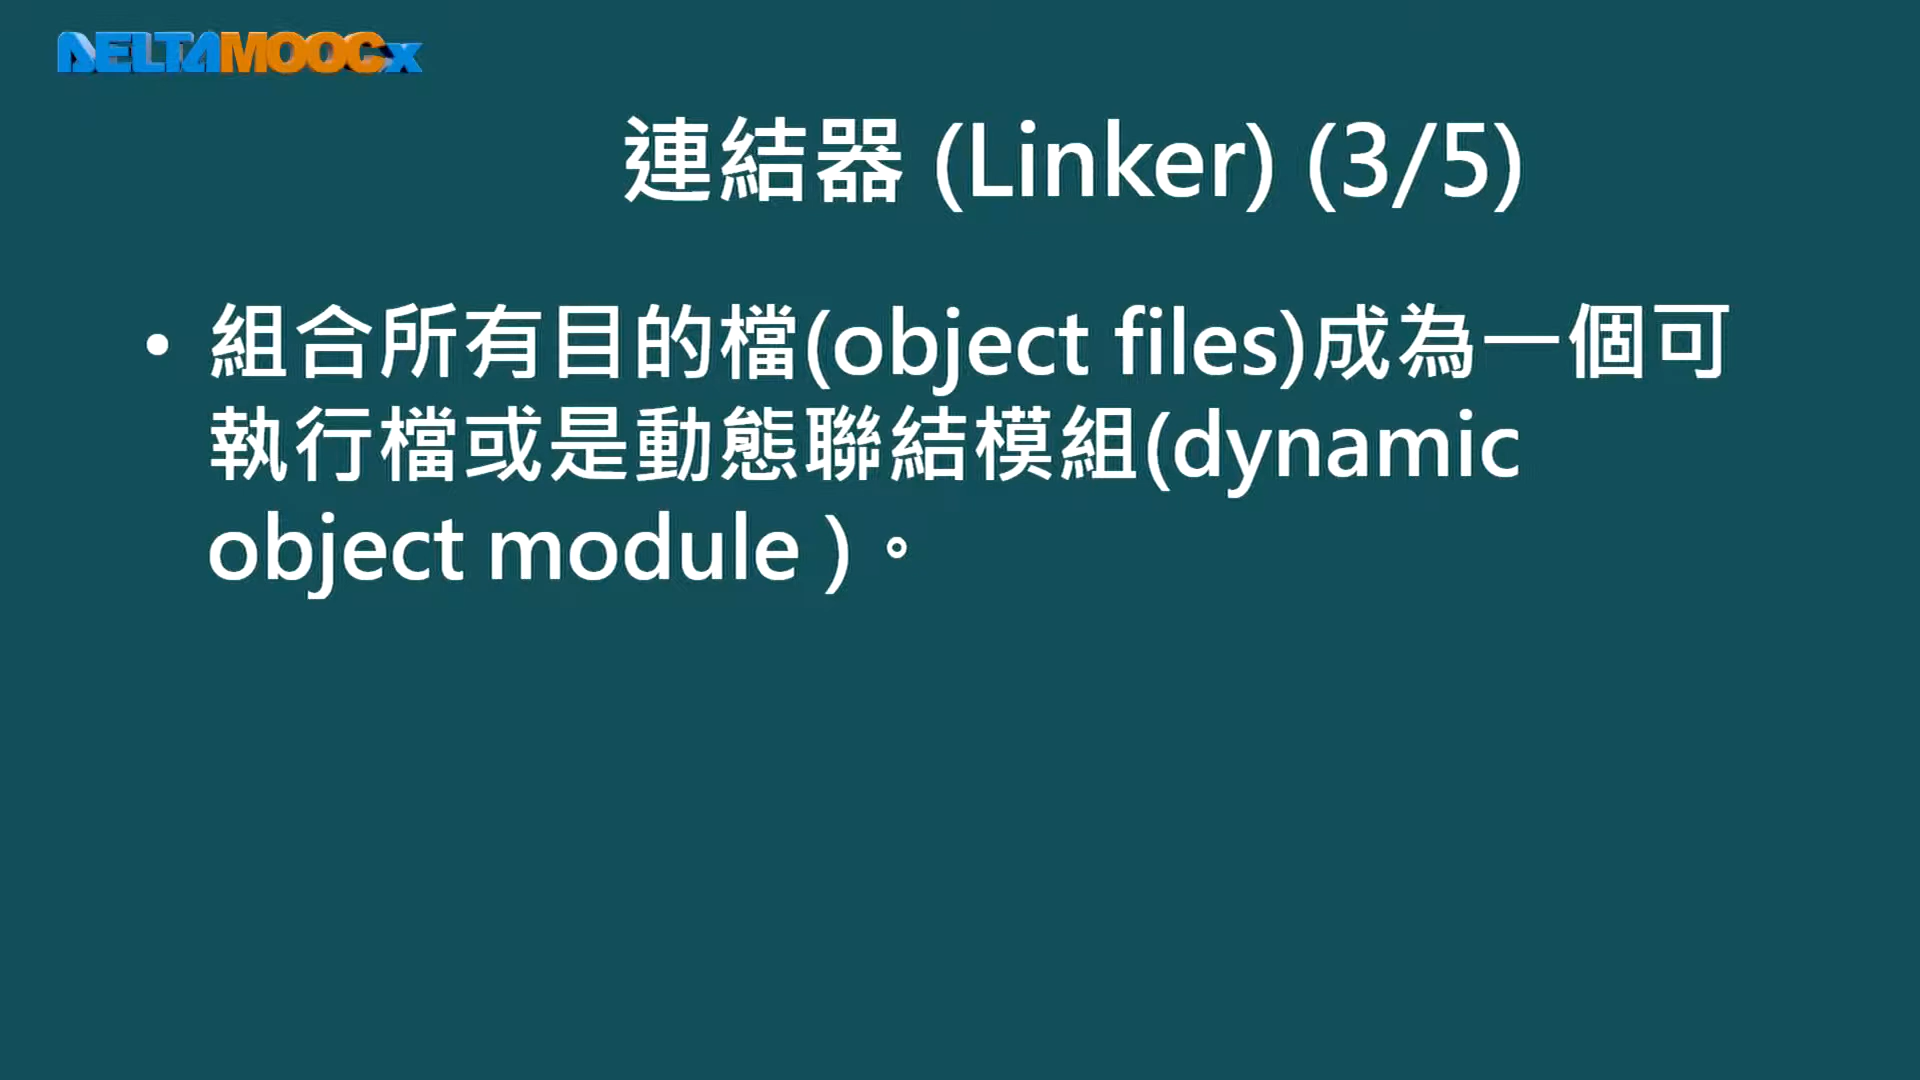 DELTAMOOCx
連結器 (Linker) (3/5)
• 組合所有目的檔(object files)成為一個可
執行檔或是動態聯結模組(dynamic
object module )。